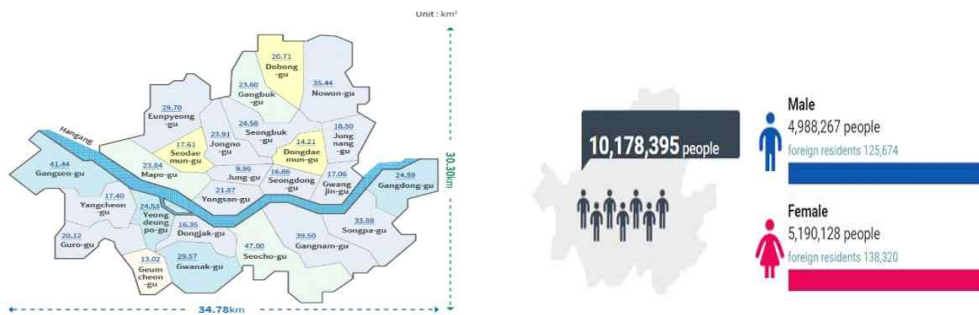 Unit : km²
20.71
Dobong
-gu
23.60
Gangbuk
-gu
35.44
Nowon-gu
29.70
Eunpyeong
-gu
24.58
Seongbuk
-gu
23.91
Jongno
-gu
18.50
Jung
nang-gu
17.61
Seodae
mun-gu
14.21
Dongdae
mun-gu
Hangang
41.44
Gangseo-gu
23.84
Mapo-gu
9.96
Jung-gu
16.86
Seongdong
-gu
17.06
Gwang
jin-gu
24.59
Gangdong-gu
21.87
Yongsan-gu
17.40
Yangcheon
-gu
24.53
Yeong
deung
po-gu
16.35
Dongjak-gu
33.88
Songpa-gu
39.50
Gangnam-gu
20.12
Guro-gu
47.00
Seocho-gu
13.02
Geum
cheon
-gu
29.57
Gwanak-gu
30.30km
34.78km
10,178,395 people
Male
4,988,267 people
foreign residents 125,674
Female
5,190,128 people
foreign residents 138,320